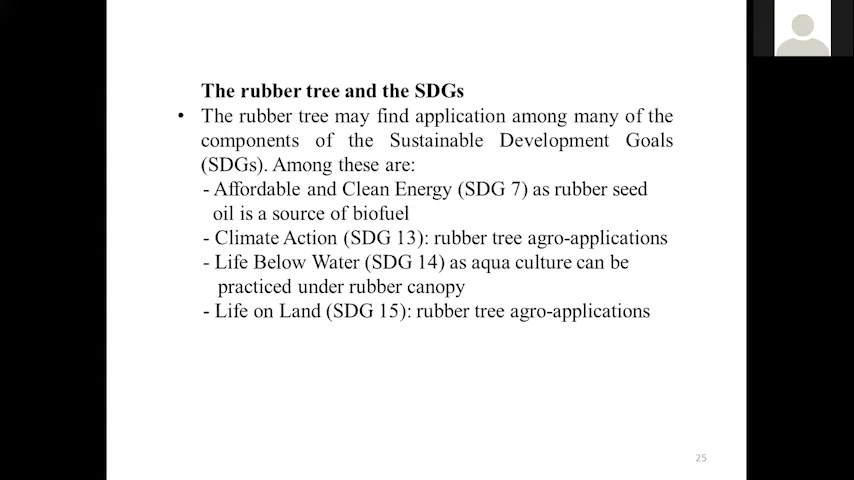 The rubber tree and the SDGs
• The rubber tree may find application among many of the
components of the Sustainable Development Goals
(SDGs). Among these are:
- Affordable and Clean Energy (SDG 7) as rubber seed
oil is a source of biofuel
- Climate Action (SDG 13): rubber tree agro-applications
- Life Below Water (SDG 14) as aqua culture can be
practiced under rubber canopy
- Life on Land (SDG 15): rubber tree agro-applications
25